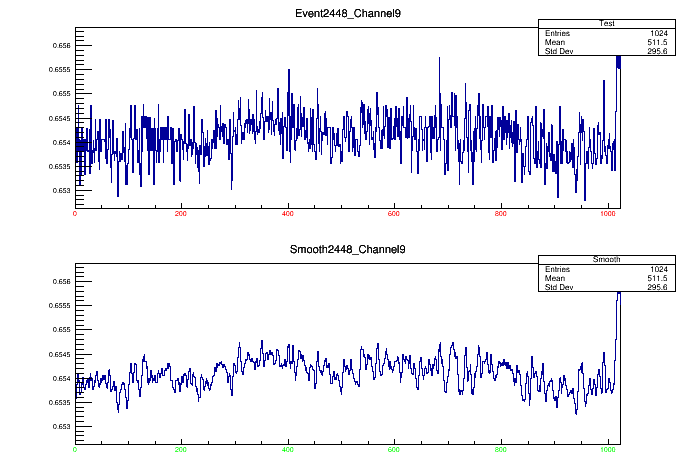 Event2448_Channel9
Test
Entries 1024
Mean 511.5
Std Dev 295.6
0.656
0.6555
0.655
0.6545
0.654
0.6535
0.653
0 200 400 600 800 1000
Smooth2448_Channel9
Smooth
Entries 1024
Mean 511.5
Std Dev 295.6
0.656
0.6555
0.655
0.6545
0.654
0.6535
0.653
0 200 400 600 800 1000